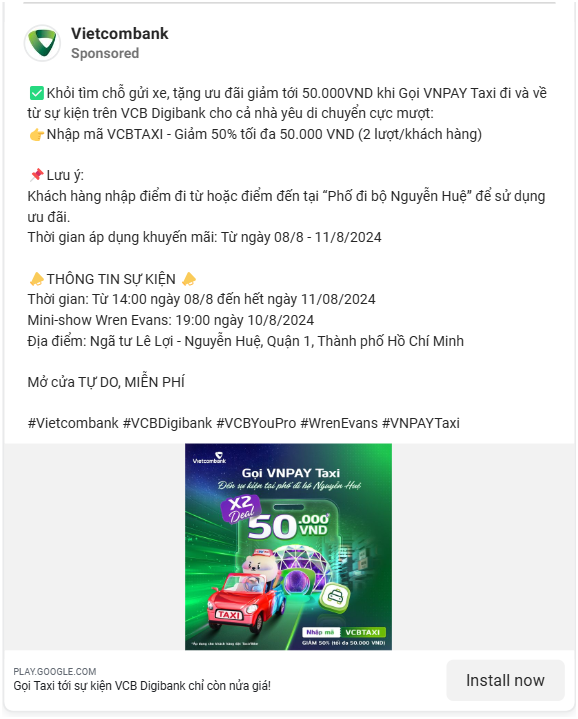 Vietcombank
Sponsored
✅Khỏi tìm chỗ gửi xe, tặng ưu đãi giảm tới 50.000VND khi Gọi VNPAY Taxi đi và về
từ sự kiện trên VCB Digibank cho cả nhà yêu di chuyển cực mượt:
👉Nhập mã VCBTAXI - Giảm 50% tối đa 50.000 VND (2 lượt/khách hàng)
📌Lưu ý:
Khách hàng nhập điểm đi từ hoặc điểm đến tại “Phố đi bộ Nguyễn Huệ” để sử dụng
ưu đãi.
Thời gian áp dụng khuyến mãi: Từ ngày 08/8 - 11/8/2024
📣THÔNG TIN SỰ KIỆN 📣
Thời gian: Từ 14:00 ngày 08/8 đến hết ngày 11/08/2024
Mini-show Wren Evans: 19:00 ngày 10/8/2024
Địa điểm: Ngã tư Lê Lợi - Nguyễn Huệ, Quận 1, Thành phố Hồ Chí Minh
Mở cửa TỰ DO, MIỄN PHÍ
#Vietcombank #VCBDigibank #VCBYouPro #WrenEvans #VNPAYTaxi
Vietcombank
Gọi VNPAY Taxi
Đến sự kiện tại phố đi bộ Nguyễn Huệ
X2
Deal
50.000đ
VND
TAXI
Nhập mã VCBTAXI
GIẢM 50% (tối đa 50.000 VND)
PLAY.GOOGLE.COM
Gọi Taxi tới sự kiện VCB Digibank chỉ còn nửa giá!
Install now